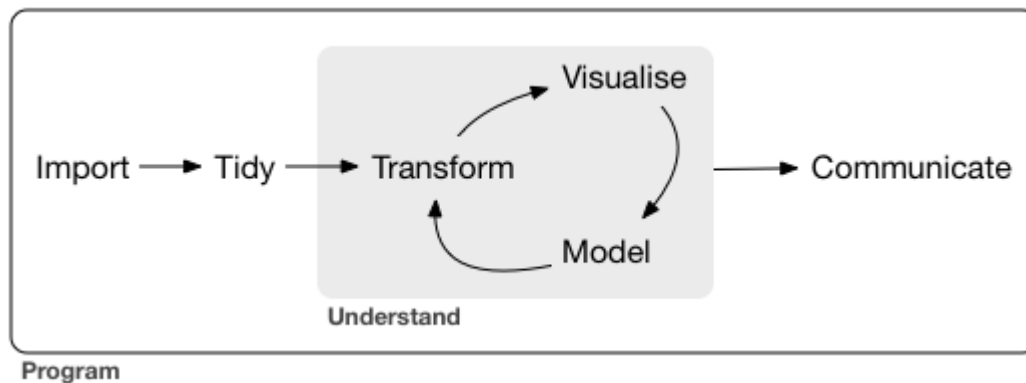 Visualise
Import
Tidy
Transform
Communicate
Model
Understand
Program